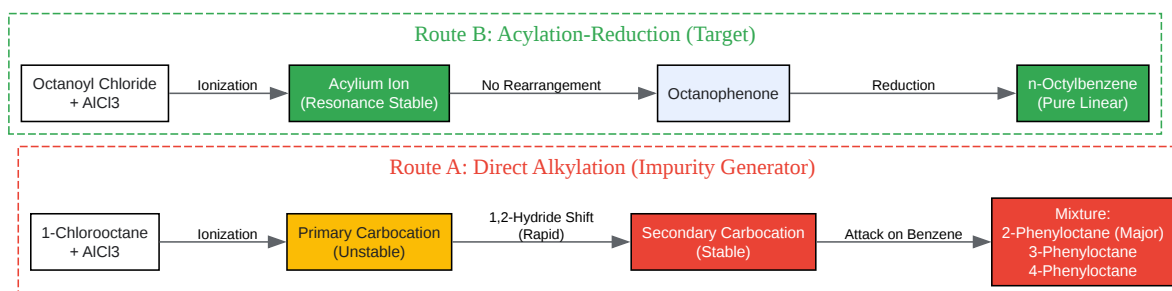 Route B: Acylation-Reduction (Target)
Octanoyl Chloride
+ AlCl3
Ionization
Acylium Ion
(Resonance Stable)
No Rearrangement
Octanophenone
Reduction
n-Octylbenzene
(Pure Linear)
Route A: Direct Alkylation (Impurity Generator)
1-Chlorooctane
+ AlCl3
Ionization
Primary Carbocation
(Unstable)
1,2-Hydride Shift
(Rapid)
Secondary Carbocation
(Stable)
Attack on Benzene
Mixture:
2-Phenyloctane (Major)
3-Phenyloctane
4-Phenyloctane